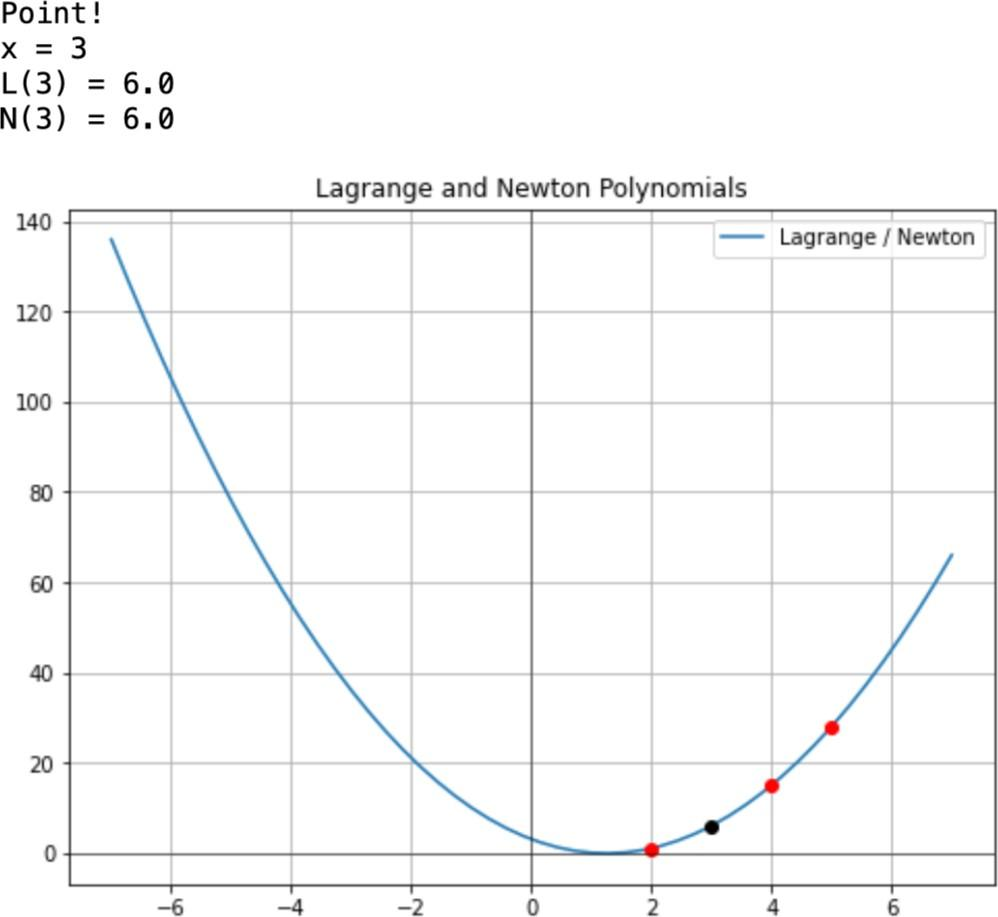 Point!
x = 3
L(3) = 6.0
N(3) = 6.0
Lagrange and Newton Polynomials
Lagrange / Newton
140
120
100
80
60
40
20
0
−6 −4 −2 0 2 4 6